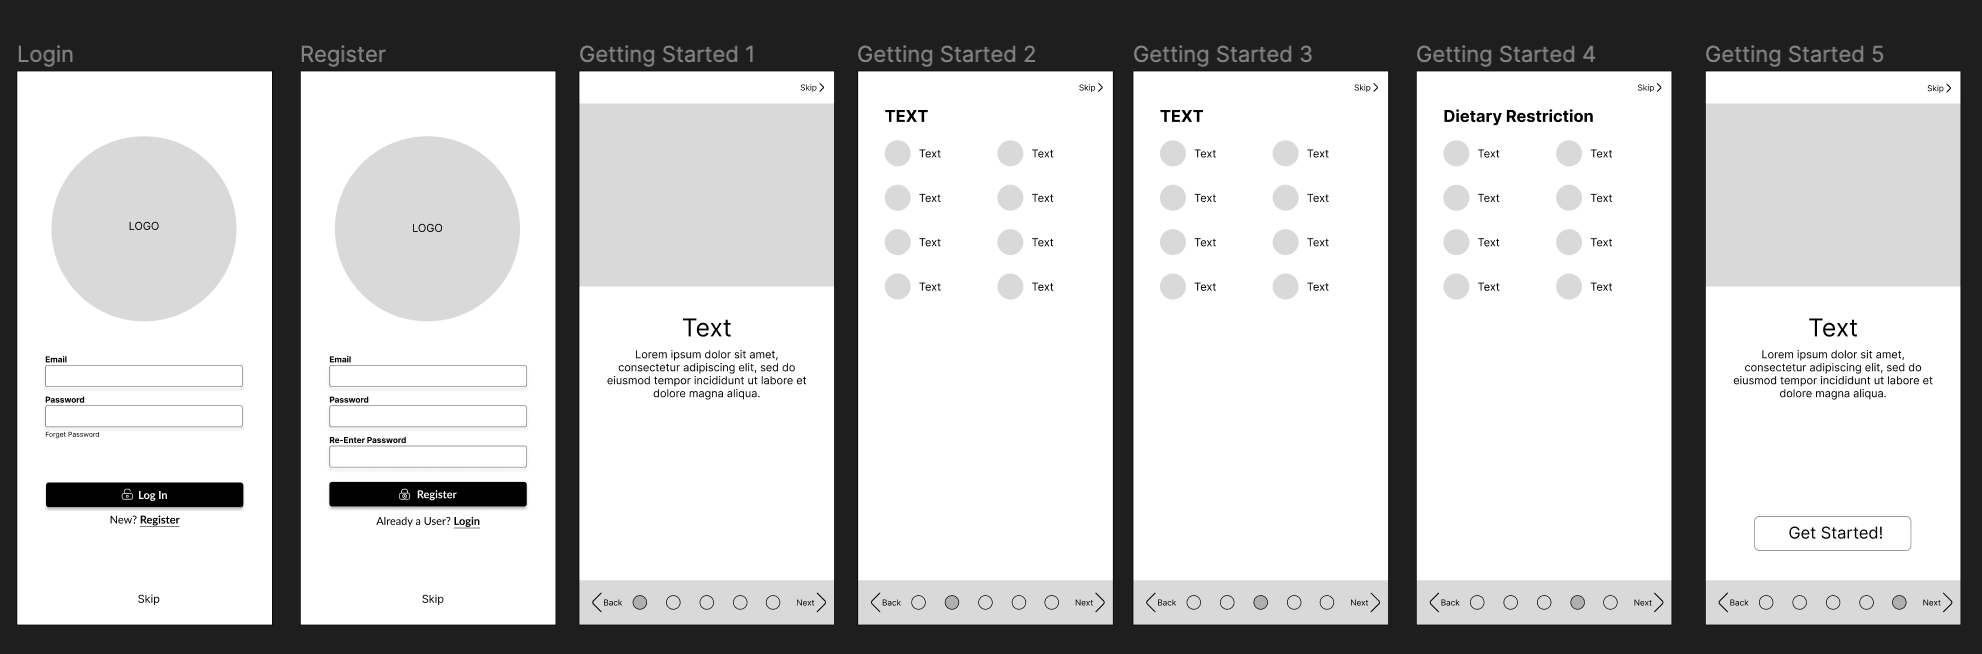 Login
LOGO
Email
Password
Forget Password
Log In
New? Register
Skip
Register
LOGO
Email
Password
Re-Enter Password
Register
Already a User? Login
Skip
Getting Started 1
Skip
Text
Lorem ipsum dolor sit amet,
consectetur adipiscing elit, sed do
eiusmod tempor incididunt ut labore et
dolore magna aliqua.
Back Next
Getting Started 2
Skip
TEXT
Text Text
Text Text
Text Text
Text Text
Back Next
Getting Started 3
Skip
TEXT
Text Text
Text Text
Text Text
Text Text
Back Next
Getting Started 4
Skip
Dietary Restriction
Text Text
Text Text
Text Text
Text Text
Back Next
Getting Started 5
Skip
Text
Lorem ipsum dolor sit amet,
consectetur adipiscing elit, sed do
eiusmod tempor incididunt ut labore et
dolore magna aliqua.
Get Started!
Back Next